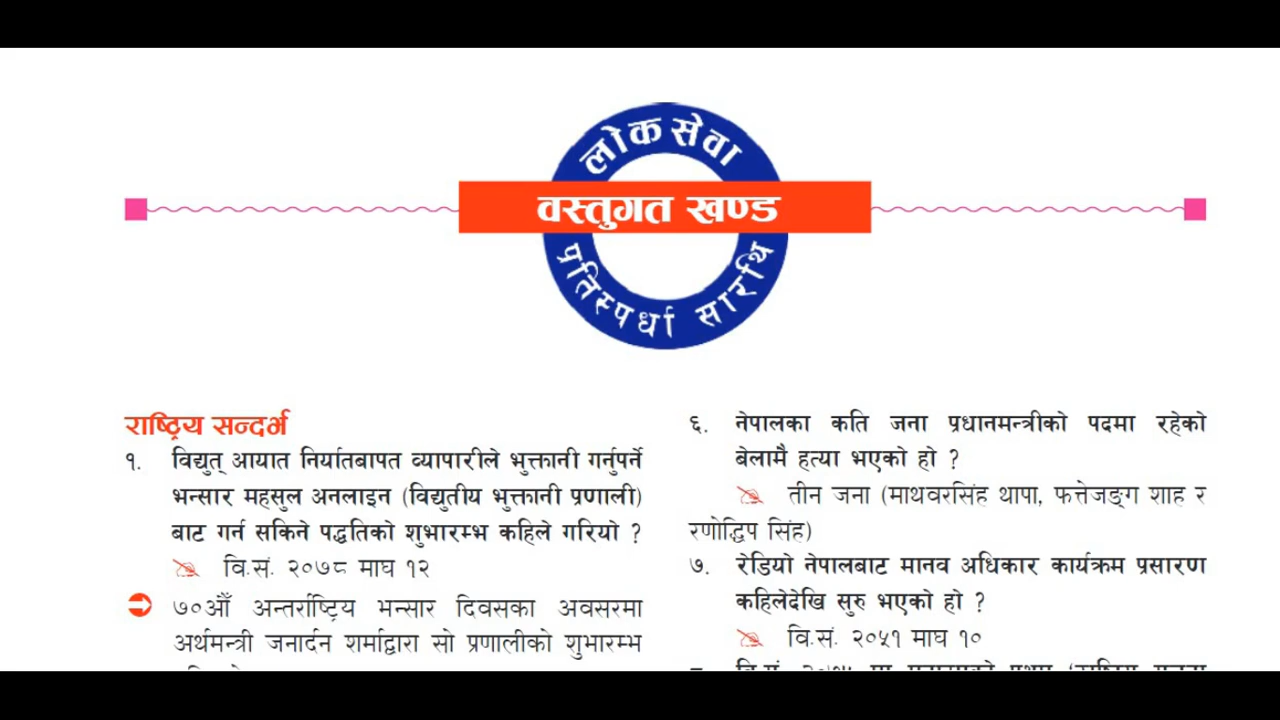 लोक सेवा
वस्तुगत खण्ड
प्रतिस्पर्धा सारथि
राष्ट्रिय सन्दर्भ
१. विद्युत् आयात निर्यातबापत व्यापारीले भुक्तानी गर्नुपर्ने
भन्सार महसुल अनलाइन (विद्युतीय भुक्तानी प्रणाली)
बाट गर्न सकिने पद्धतिको शुभारम्भ कहिले गरियो ?
वि.सं. २०७८ माघ १२
७०औँ अन्तर्राष्ट्रिय भन्सार दिवसका अवसरमा
अर्थमन्त्री जनार्दन शर्माद्वारा सो प्रणालीको शुभारम्भ
६. नेपालका कति जना प्रधानमन्त्रीको पदमा रहेको
बेलामै हत्या भएको हो ?
तीन जना (माथवरसिंह थापा, फत्तेजङ्ग शाह र
रणोद्विप सिंह)
७. रेडियो नेपालबाट मानव अधिकार कार्यक्रम प्रसारण
कहिलेदेखि सुरु भएको हो ?
वि.सं. २०५१ माघ १०